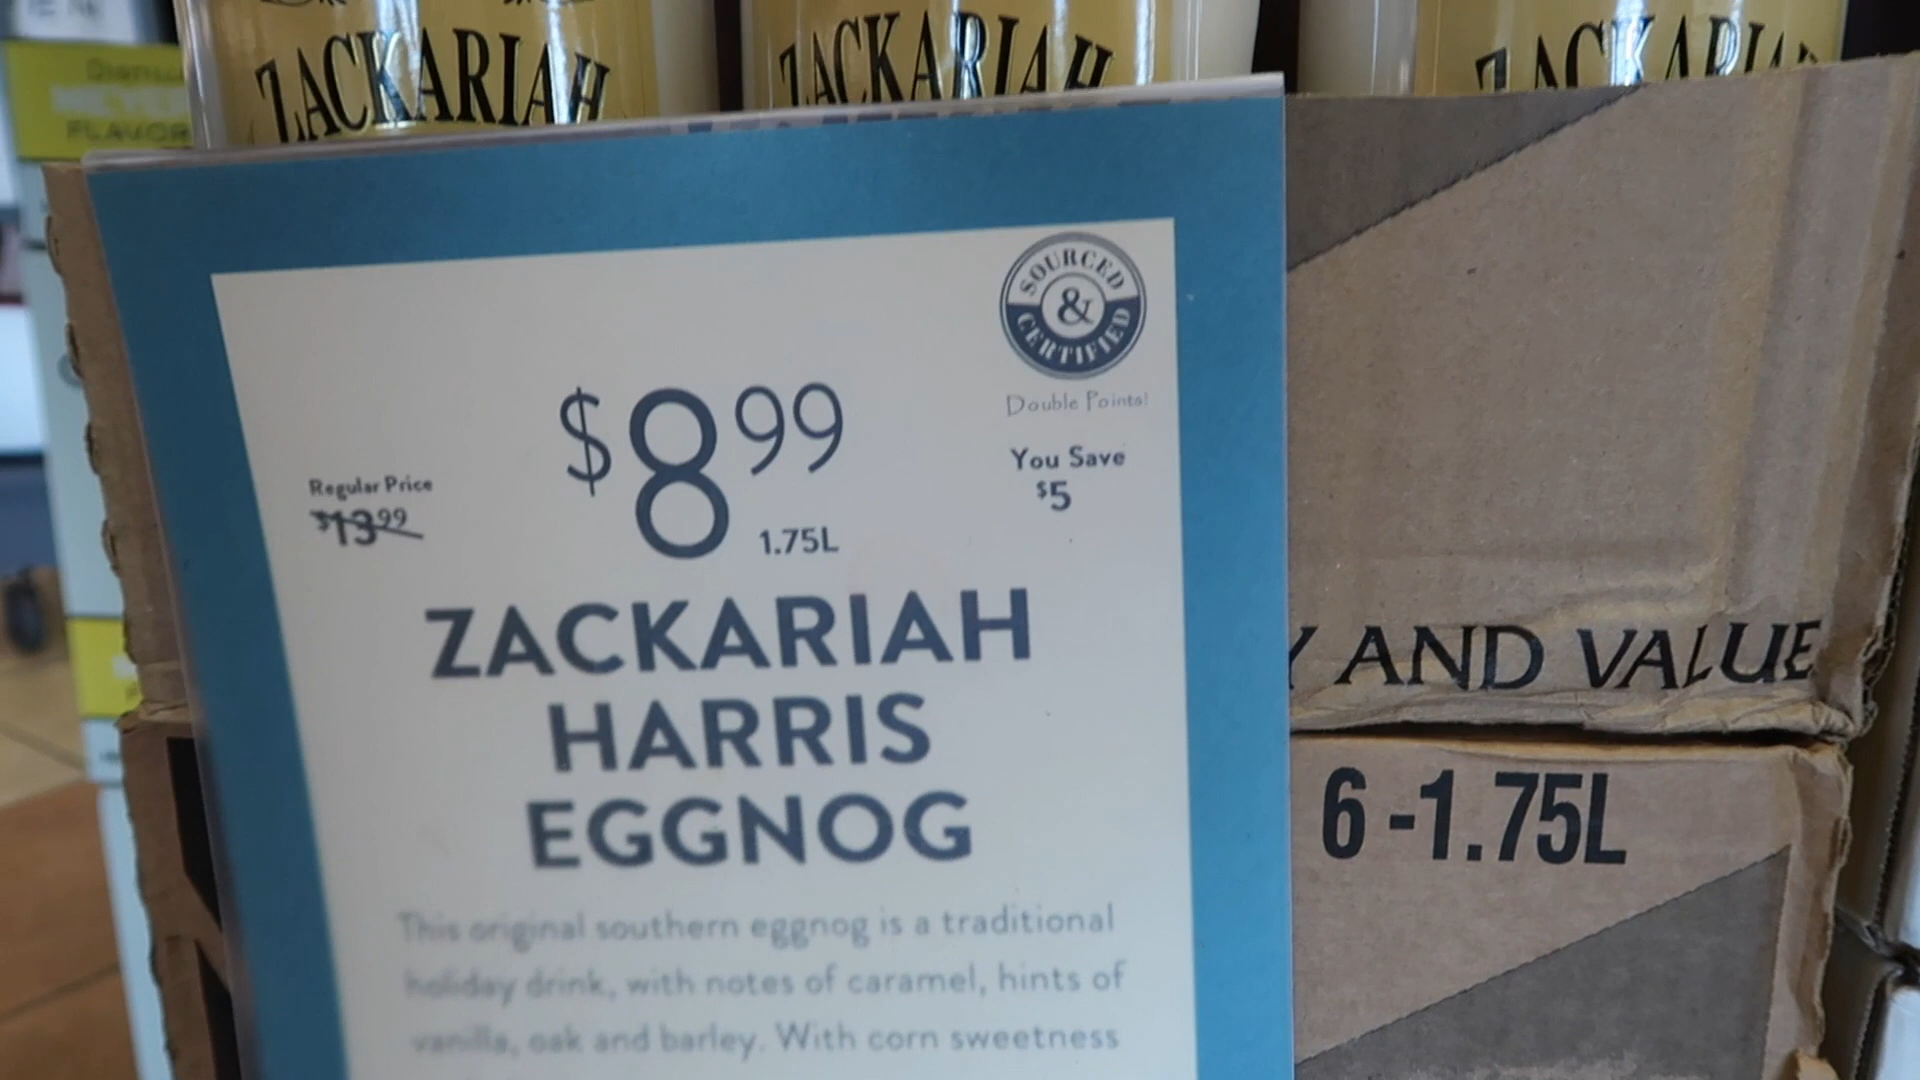 ZACKARIAH
ZACKARIAH
ZACKARIAH
FLAVOR
SOURCED
&
CERTIFIED
Double Points!
$8.99
1.75L
You Save
$5
Regular Price
$13.99
ZACKARIAH
HARRIS
EGGNOG
This original southern eggnog is a traditional
holiday drink, with notes of caramel, hints of
vanilla, oak and barley. With corn sweetness
AND VALUE
6-1.75L